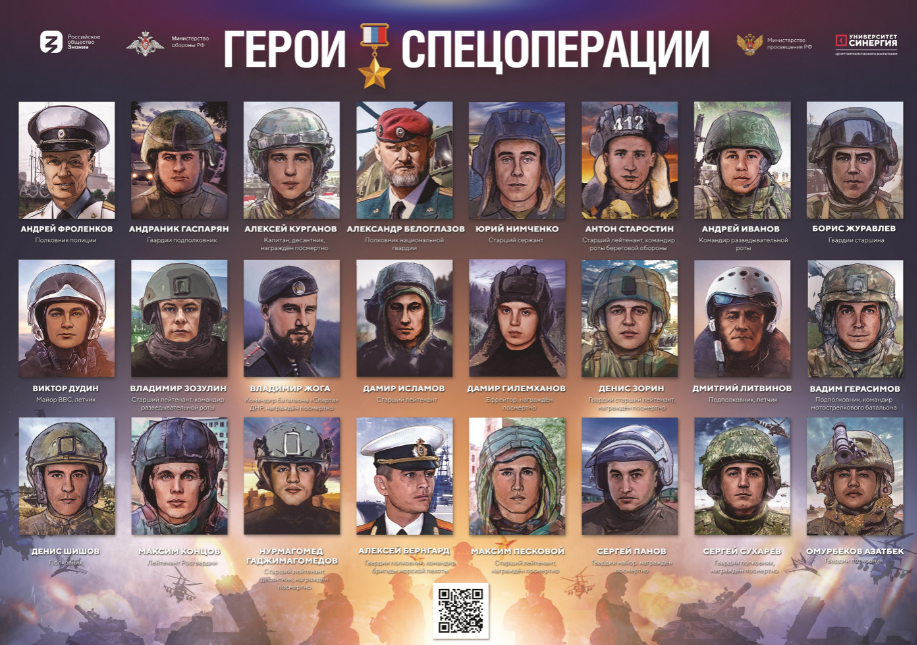 Российское
общество
Знание
Министерство
обороны РФ
ГЕРОИ СПЕЦОПЕРАЦИИ
Министерство
просвещения РФ
УНИВЕРСИТЕТ
СИНЕРГИЯ
АНДРЕЙ ФРОЛЕНКОВ
Полковник полиции
АНДРАНИК ГАСПАРЯН
Гвардии подполковник
АЛЕКСЕЙ КУРГАНОВ
Капитан, десантник,
награждён посмертно
АЛЕКСАНДР БЕЛОГЛАЗОВ
Полковник национальной
гвардии
ЮРИЙ НИМЧЕНКО
Старший сержант
112
АНТОН СТАРОСТИН
Старший лейтенант, командир
роты береговой обороны
АНДРЕЙ ИВАНОВ
Командир разведывательной
роты
БОРИС ЖУРАВЛЕВ
Гвардии старшина
ВИКТОР ДУДИН
Майор ВВС, летчик
ВЛАДИМИР ЗОЗУЛИН
Старший лейтенант, командир
разведывательной роты
ВЛАДИМИР ЖОГА
Командир батальона «Спарта»
ДНР, награждён посмертно
ДАМИР ИСЛАМОВ
Старший лейтенант
ДАМИР ГИЛЕМХАНОВ
Ефрейтор, награждён
посмертно
ДЕНИС ЗОРИН
Гвардии старший лейтенант,
награждён посмертно
ДМИТРИЙ ЛИТВИНОВ
Подполковник, летчик
ВАДИМ ГЕРАСИМОВ
Подполковник, командир
мотострелкового батальона
ДЕНИС ШИШОВ
МАКСИМ КОНЦОВ
Лейтенант Росгвардии
НУРМАГОМЕД
ГАДЖИМАГОМЕДОВ
Старший лейтенант,
десантник, награждён
посмертно
АЛЕКСЕЙ БЕРНГАРД
Гвардии полковник, командир
бригады морской пехоты
МАКСИМ ПЕСКОВОЙ
Старший лейтенант,
награждён посмертно
СЕРГЕЙ ПАНОВ
Гвардии майор, награждён
посмертно
СЕРГЕЙ СУХАРЕВ
Гвардии полковник,
награждён посмертно
ОМУРБЕКОВ АЗАТБЕК
Гвардии полковник